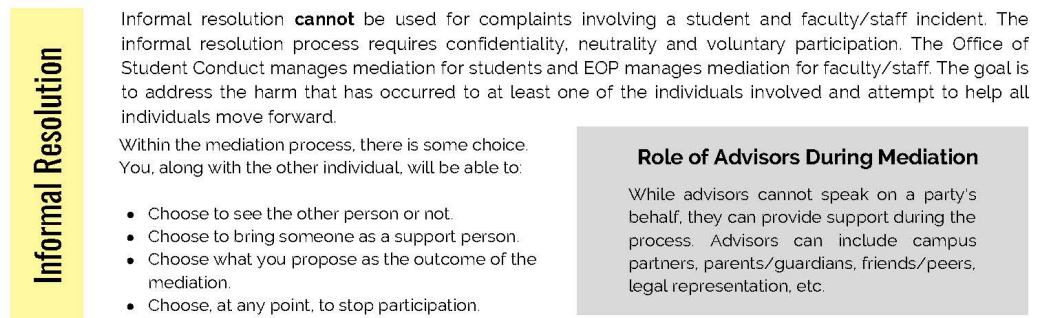 Informal Resolution
Informal resolution cannot be used for complaints involving a student and faculty/staff incident. The
informal resolution process requires confidentiality, neutrality and voluntary participation. The Office of
Student Conduct manages mediation for students and EOP manages mediation for faculty/staff. The goal is
to address the harm that has occurred to at least one of the individuals involved and attempt to help all
individuals move forward.
Within the mediation process, there is some choice.
You, along with the other individual, will be able to:
• Choose to see the other person or not.
• Choose to bring someone as a support person.
• Choose what you propose as the outcome of the
mediation.
• Choose, at any point, to stop participation.
Role of Advisors During Mediation
While advisors cannot speak on a party's
behalf, they can provide support during the
process. Advisors can include campus
partners, parents/guardians, friends/peers,
legal representation, etc.